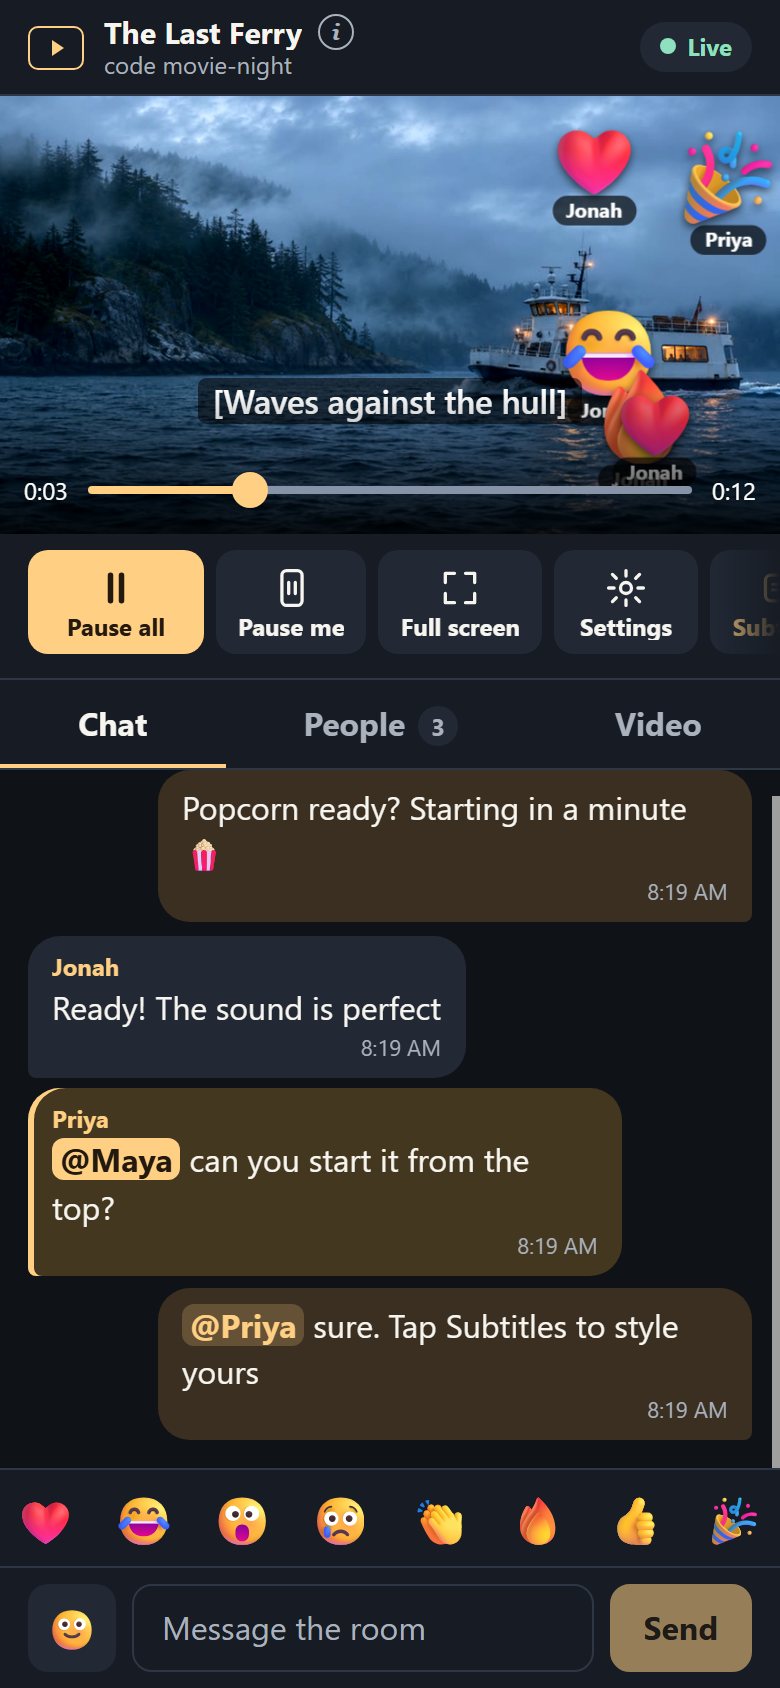 The Last Ferry
code movie-night
Live
Jonah
Priya
[Waves against the hull]
Jonah
0:03
0:12
Pause all
Pause me
Full screen
Settings
Chat
People 3
Video
Popcorn ready? Starting in a minute
🍿
8:19 AM
Jonah
Ready! The sound is perfect
8:19 AM
Priya
@Maya can you start it from the
top?
8:19 AM
@Priya sure. Tap Subtitles to style
yours
8:19 AM
Message the room
Send